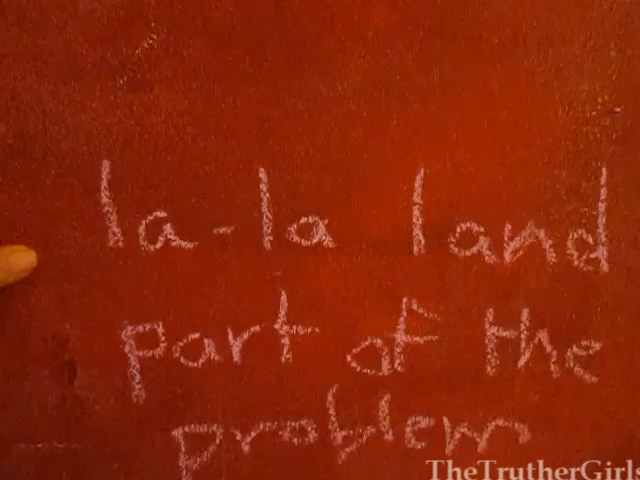 la-la land
part of the
problem
TheTrutherGirls